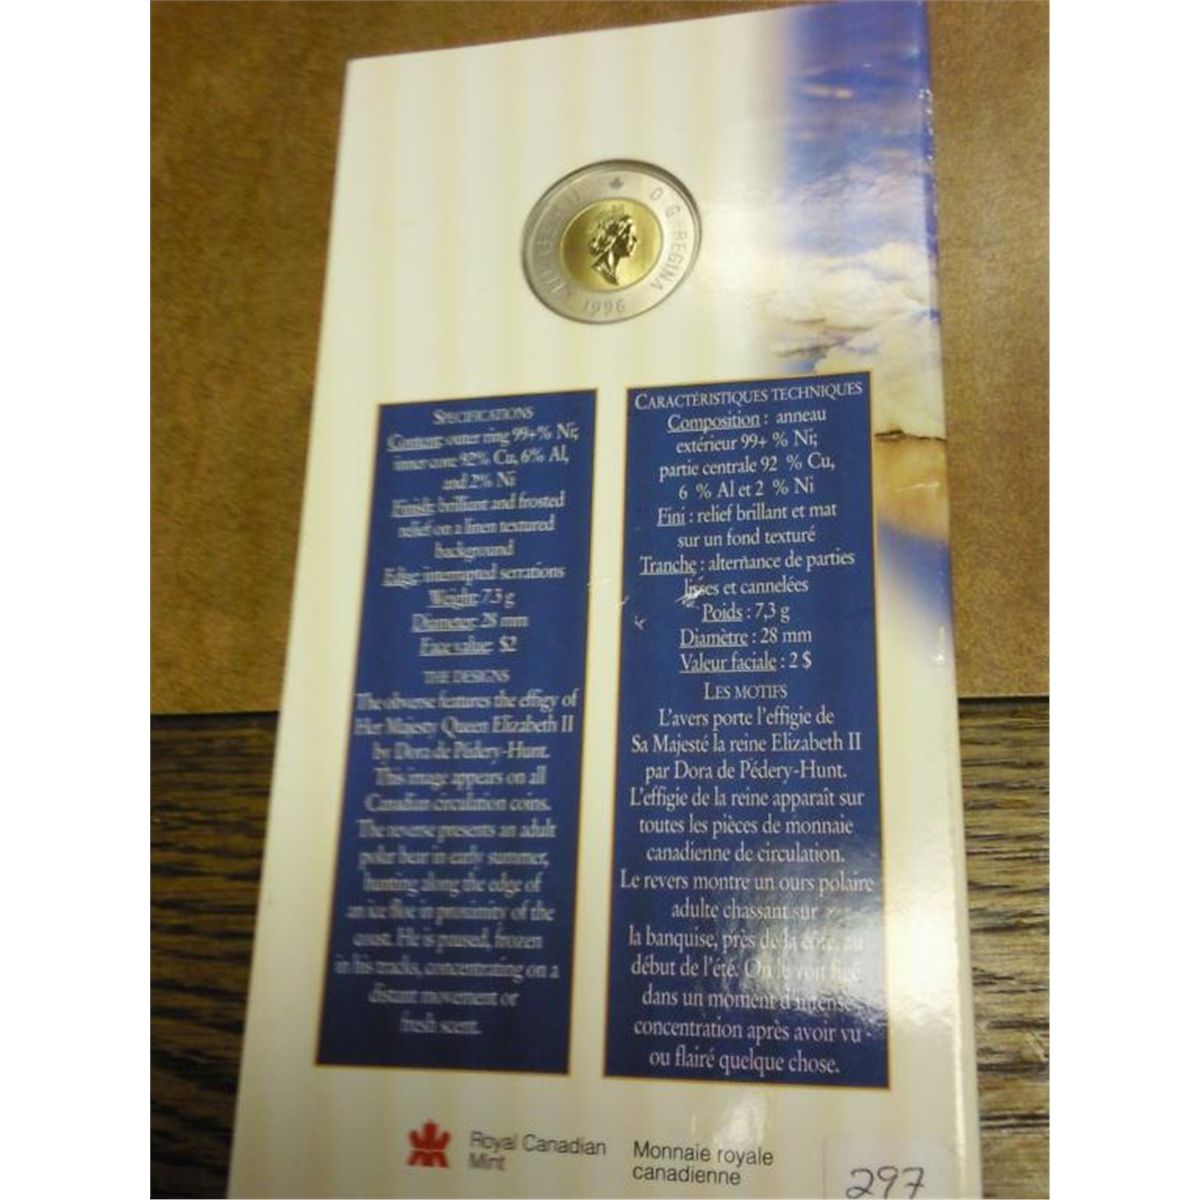 ELIZABETH II D·G·REGINA
1996
SPECIFICATIONS
Content: outer ring 99+% Ni;
inner core 92% Cu, 6% Al,
and 2% Ni
Finish: brilliant and frosted
relief on a linen textured
background
Edge: interrupted serrations
Weight: 7.3 g
Diameter: 28 mm
Face value: $2
THE DESIGNS
The obverse features the effigy of
Her Majesty Queen Elizabeth II
by Dora de Pédery-Hunt.
This image appears on all
Canadian circulation coins.
The reverse presents an adult
polar bear in early summer,
hunting along the edge of
an ice floe in proximity of the
coast. He is paused, frozen
in his tracks, concentrating on a
distant movement or
fresh scent.
CARACTÉRISTIQUES TECHNIQUES
Composition : anneau
extérieur 99+ % Ni;
partie centrale 92 % Cu,
6 % Al et 2 % Ni
Fini : relief brillant et mat
sur un fond texturé
Tranche : alternance de parties
lisses et cannelées
Poids : 7,3 g
Diamètre : 28 mm
Valeur faciale : 2 $
LES MOTIFS
L'avers porte l'effigie de
Sa Majesté la reine Elizabeth II
par Dora de Pédery-Hunt.
L'effigie de la reine apparaît sur
toutes les pièces de monnaie
canadienne de circulation.
Le revers montre un ours polaire
adulte chassant sur
la banquise, près de la côte, au
début de l'été. On le voit figé
dans un moment d'intense
concentration après avoir vu
ou flairé quelque chose.
Royal Canadian
Mint
Monnaie royale
canadienne
297